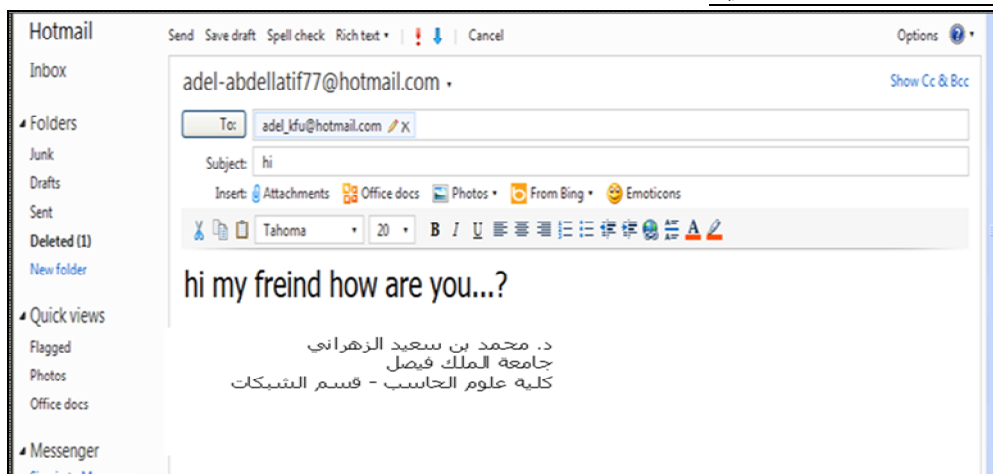 Hotmail
Send Save draft Spell check Rich text Cancel
Options
Inbox
adel-abdellatif77@hotmail.com
Show Cc & Bcc
Folders
To: adel_kfu@hotmail.com
Junk
Subject: hi
Drafts
Insert: Attachments Office docs Photos From Bing Emoticons
Sent
Tahoma 20 B I U A
Deleted (1)
New folder
hi my freind how are you...?
Quick views
Flagged
د. محمد بن سعيد الزهراني
جامعة الملك فيصل
Photos
كلية علوم الحاسب - قسم الشبكات
Office docs
Messenger